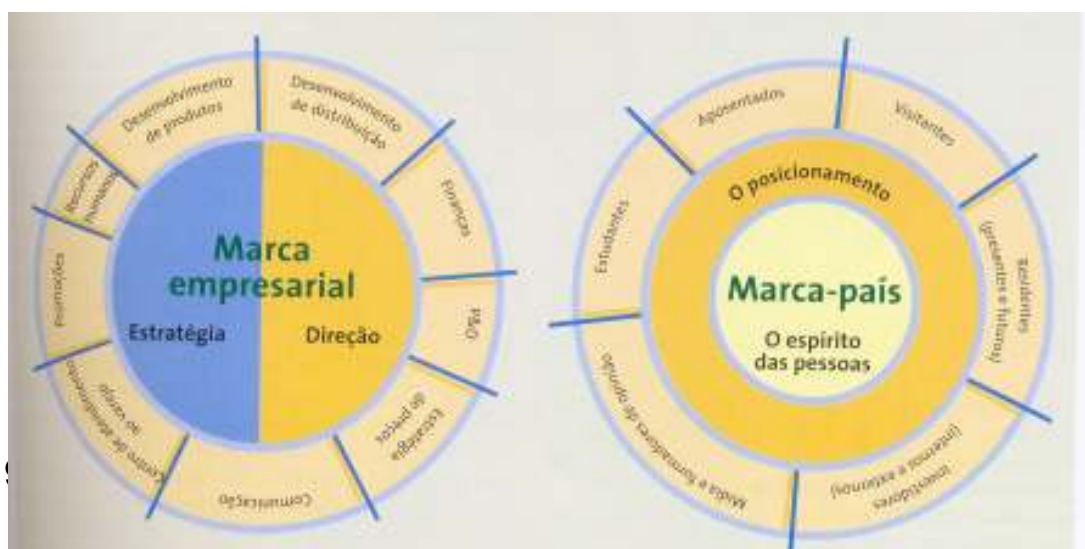 Desenvolvimento
de produtos
Desenvolvimento
de distribuição
Finanças
P&D
Estratégia
de preços
Comunicação
Centro de atendimento
ao varejo
Promoções
Recursos
humanos
Marca
empresarial
Estratégia
Direção
Aposentados
Visitantes
Residentes
(presentes e futuros)
Investidores
(internos e externos)
Mídia e formadores de opinião
Estudantes
O posicionamento
Marca-país
O espírito
das pessoas